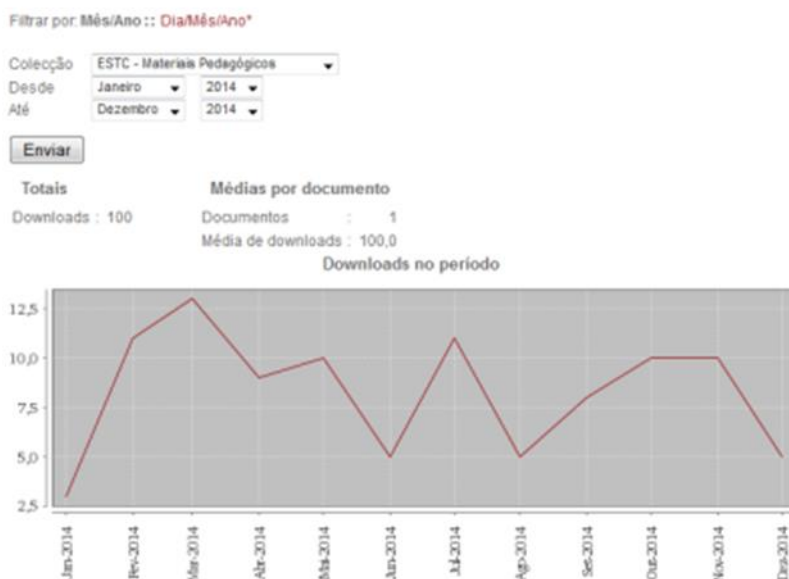 Filtrar por: Mês/Ano :: Dia/Mês/Ano*
Colecção ESTC - Materiais Pedagógicos
Desde Janeiro 2014
Até Dezembro 2014
Enviar
Totais Médias por documento
Downloads : 100 Documentos : 1
Média de downloads : 100,0
Downloads no período
12,5
10,0
7,5
5,0
2,5
Jan-2014
Fev-2014
Mar-2014
Abr-2014
Mai-2014
Jun-2014
Jul-2014
Ago-2014
Set-2014
Out-2014
Nov-2014
Dez-2014